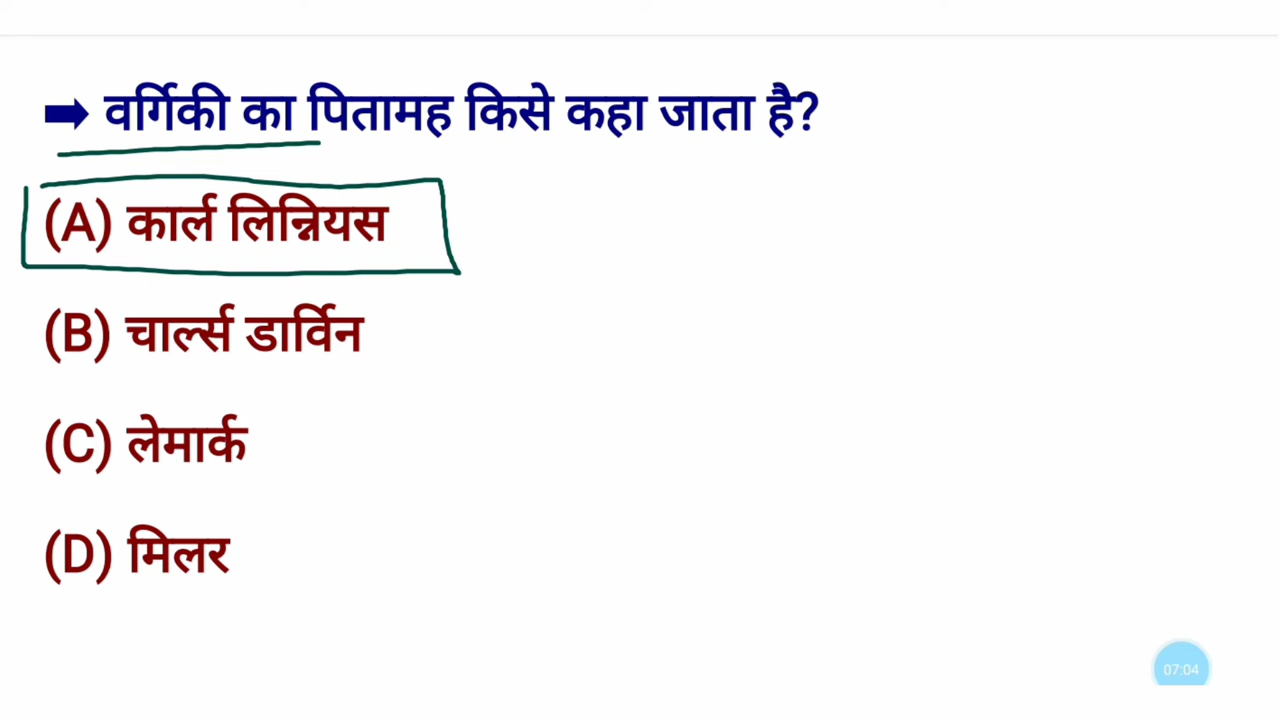 ➡ वर्गिकी का पितामह किसे कहा जाता है?
(A) कार्ल लिन्नियस
(B) चार्ल्स डार्विन
(C) लेमार्क
(D) मिलर
07:04